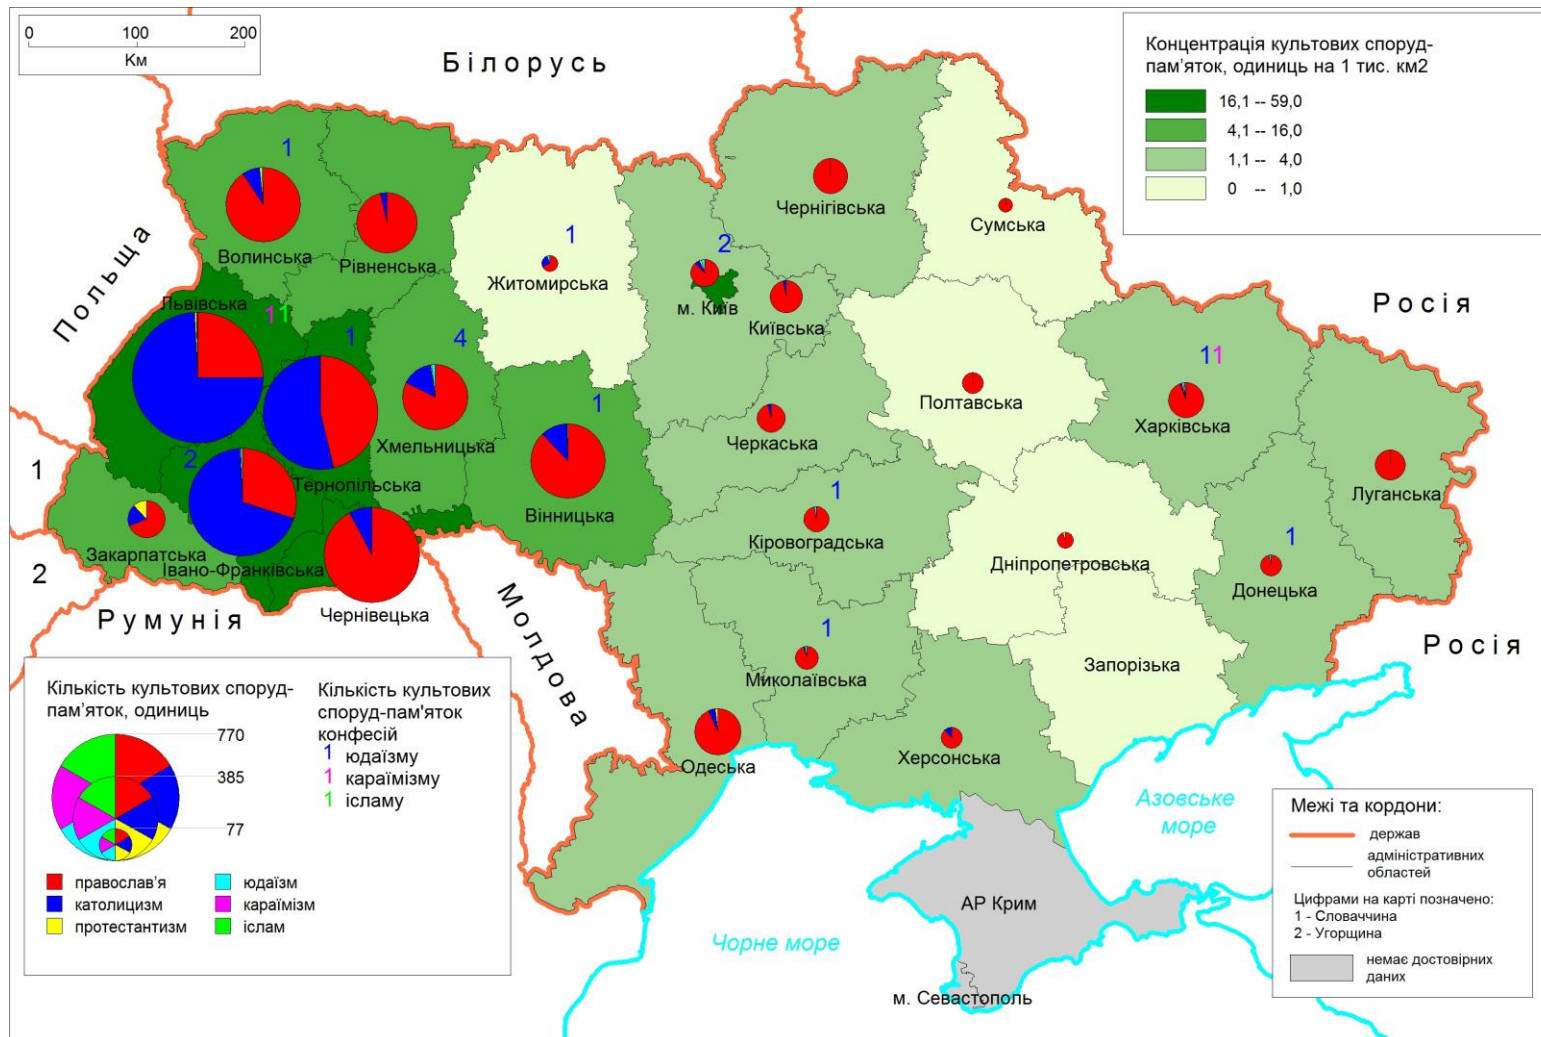 0 100 200
Км
Білорусь
Концентрація культових споруд-
пам’яток, одиниць на 1 тис. км2
16,1 -- 59,0
4,1 -- 16,0
1,1 -- 4,0
0 -- 1,0
Польща
Росія
Росія
Румунія
Молдова
1
2
1
Волинська
Рівненська
1
Житомирська
2
м. Київ
Київська
Чернігівська
Сумська
Львівська
11
1
Тернопільська
4
Хмельницька
1
Вінницька
Черкаська
Полтавська
11
Харківська
Луганська
2
Івано-Франківська
Закарпатська
Чернівецька
1
Кіровоградська
Дніпропетровська
1
Донецька
Запорізька
1
Миколаївська
Одеська
Херсонська
Азовське
море
Чорне море
АР Крим
м. Севастополь
Кількість культових споруд-
пам’яток, одиниць
770
385
77
православ’я
католицизм
протестантизм
юдаїзм
караїмізм
іслам
Кількість культових
споруд-пам'яток
конфесій
1 юдаїзму
1 караїмізму
1 ісламу
Межі та кордони:
держав
адміністративних
областей
Цифрами на карті позначено:
1 - Словаччина
2 - Угорщина
немає достовірних
даних